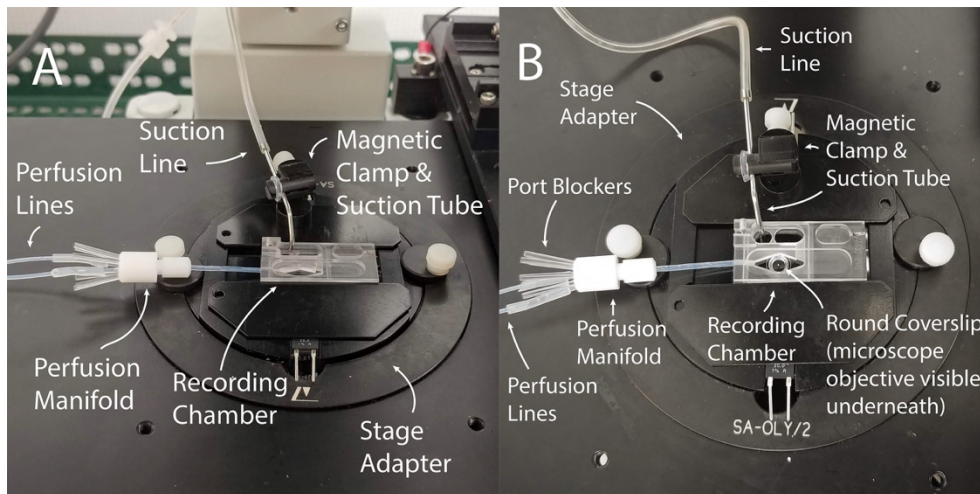 A
Suction
Line
Magnetic
Clamp &
Suction Tube
Perfusion
Lines
Perfusion
Manifold
Recording
Chamber
Stage
Adapter
B
Suction
Line
Stage
Adapter
Magnetic
Clamp &
Suction Tube
Port Blockers
Perfusion
Manifold
Recording
Chamber
Round Coverslip
(microscope
objective visible
underneath)
Perfusion
Lines
SA-OLY/2